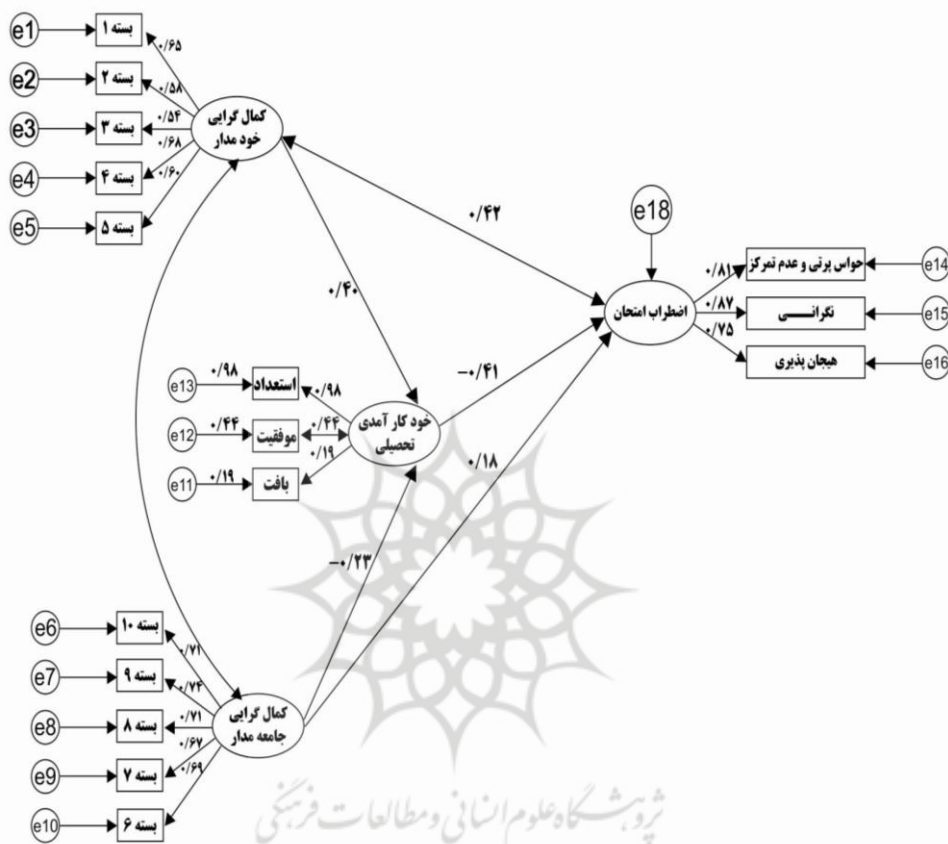 e1
بسته ۱
۰/۶۵
e2
بسته ۲
۰/۵۸
e3
بسته ۳
۰/۵۴
e4
بسته ۴
۰/۶۸
e5
بسته ۵
۰/۶۰
کمال گرایی
خود مدار
۰/۴۲
۰/۴۰
e18
اضطراب امتحان
۰/۸۱
حواس پرتی و عدم تمرکز
e14
۰/۸۷
نگرانـــــی
e15
۰/۷۵
هیجان پذیری
e16
−۰/۴۱
e13
۰/۹۸
استعداد
۰/۹۸
e12
۰/۴۴
موفقیت
۰/۴۴
e11
۰/۱۹
بافت
۰/۱۹
خود کار آمدی
تحصیلی
۰/۱۸
−۰/۲۳
e6
بسته ۱۰
۰/۷۱
e7
بسته ۹
۰/۷۴
e8
بسته ۸
۰/۷۱
e9
بسته ۷
۰/۶۷
e10
بسته ۶
۰/۶۹
کمال گرایی
جامعه مدار
پژوهشگاه علوم انسانی و مطالعات فرهنگی